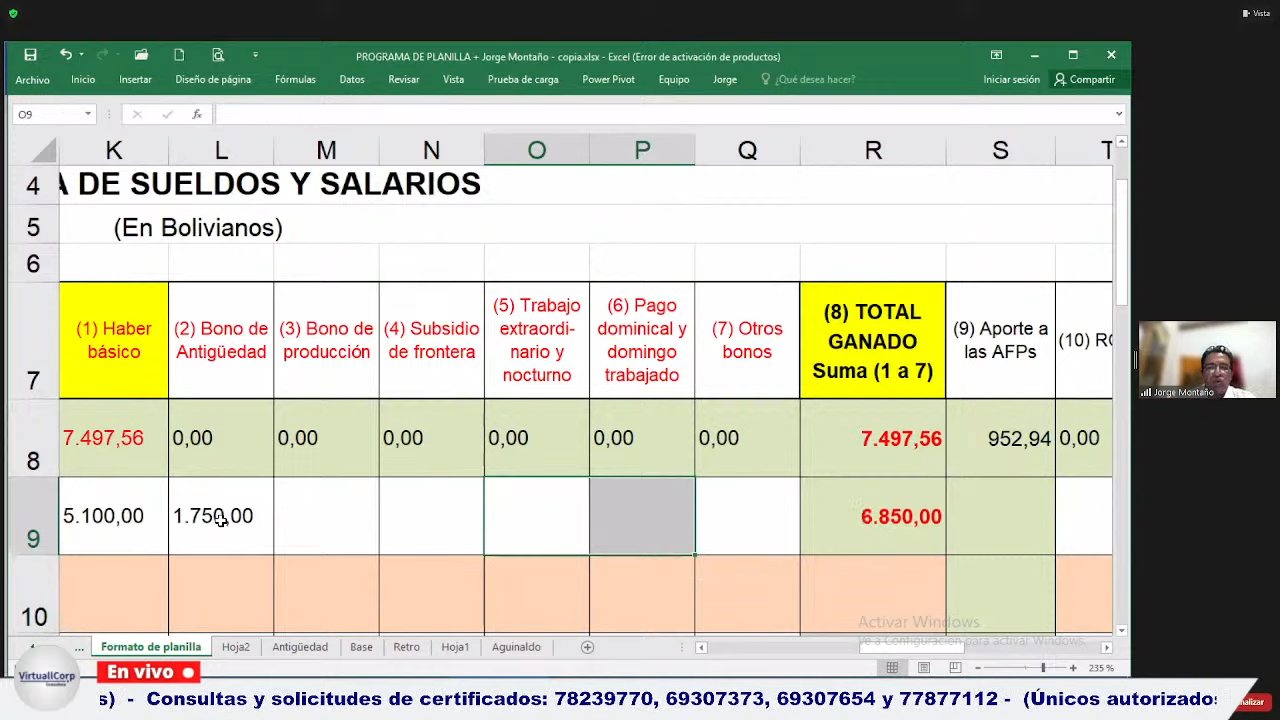 Vista
PROGRAMA DE PLANILLA + Jorge Montaño - copia.xlsx - Excel (Error de activación de productos)
Archivo Inicio Insertar Diseño de página Fórmulas Datos Revisar Vista Prueba de carga Power Pivot Equipo Jorge ¿Qué desea hacer? Iniciar sesión Compartir
O9 fx
K L M N O P Q R S T
4 A DE SUELDOS Y SALARIOS
5 (En Bolivianos)
6
7
(1) Haber básico
(2) Bono de Antigüedad
(3) Bono de producción
(4) Subsidio de frontera
(5) Trabajo extraordi-nario y nocturno
(6) Pago dominical y domingo trabajado
(7) Otros bonos
(8) TOTAL GANADO Suma (1 a 7)
(9) Aporte a las AFPs
(10) RC
8 7.497,56 0,00 0,00 0,00 0,00 0,00 0,00 7.497,56 952,94 0,00
9 5.100,00 1.750,00 6.850,00
10
Jorge Montaño
Activar Windows
Ve a Configuración para activar Windows.
... Formato de planilla Antigüedad Base Retro Hoja1 Aguinaldo
235 %
En vivo
VirtuallCorp
s) - Consultas y solicitudes de certificados: 78239770, 69307373, 69307654 y 77877112 - (Únicos autorizados